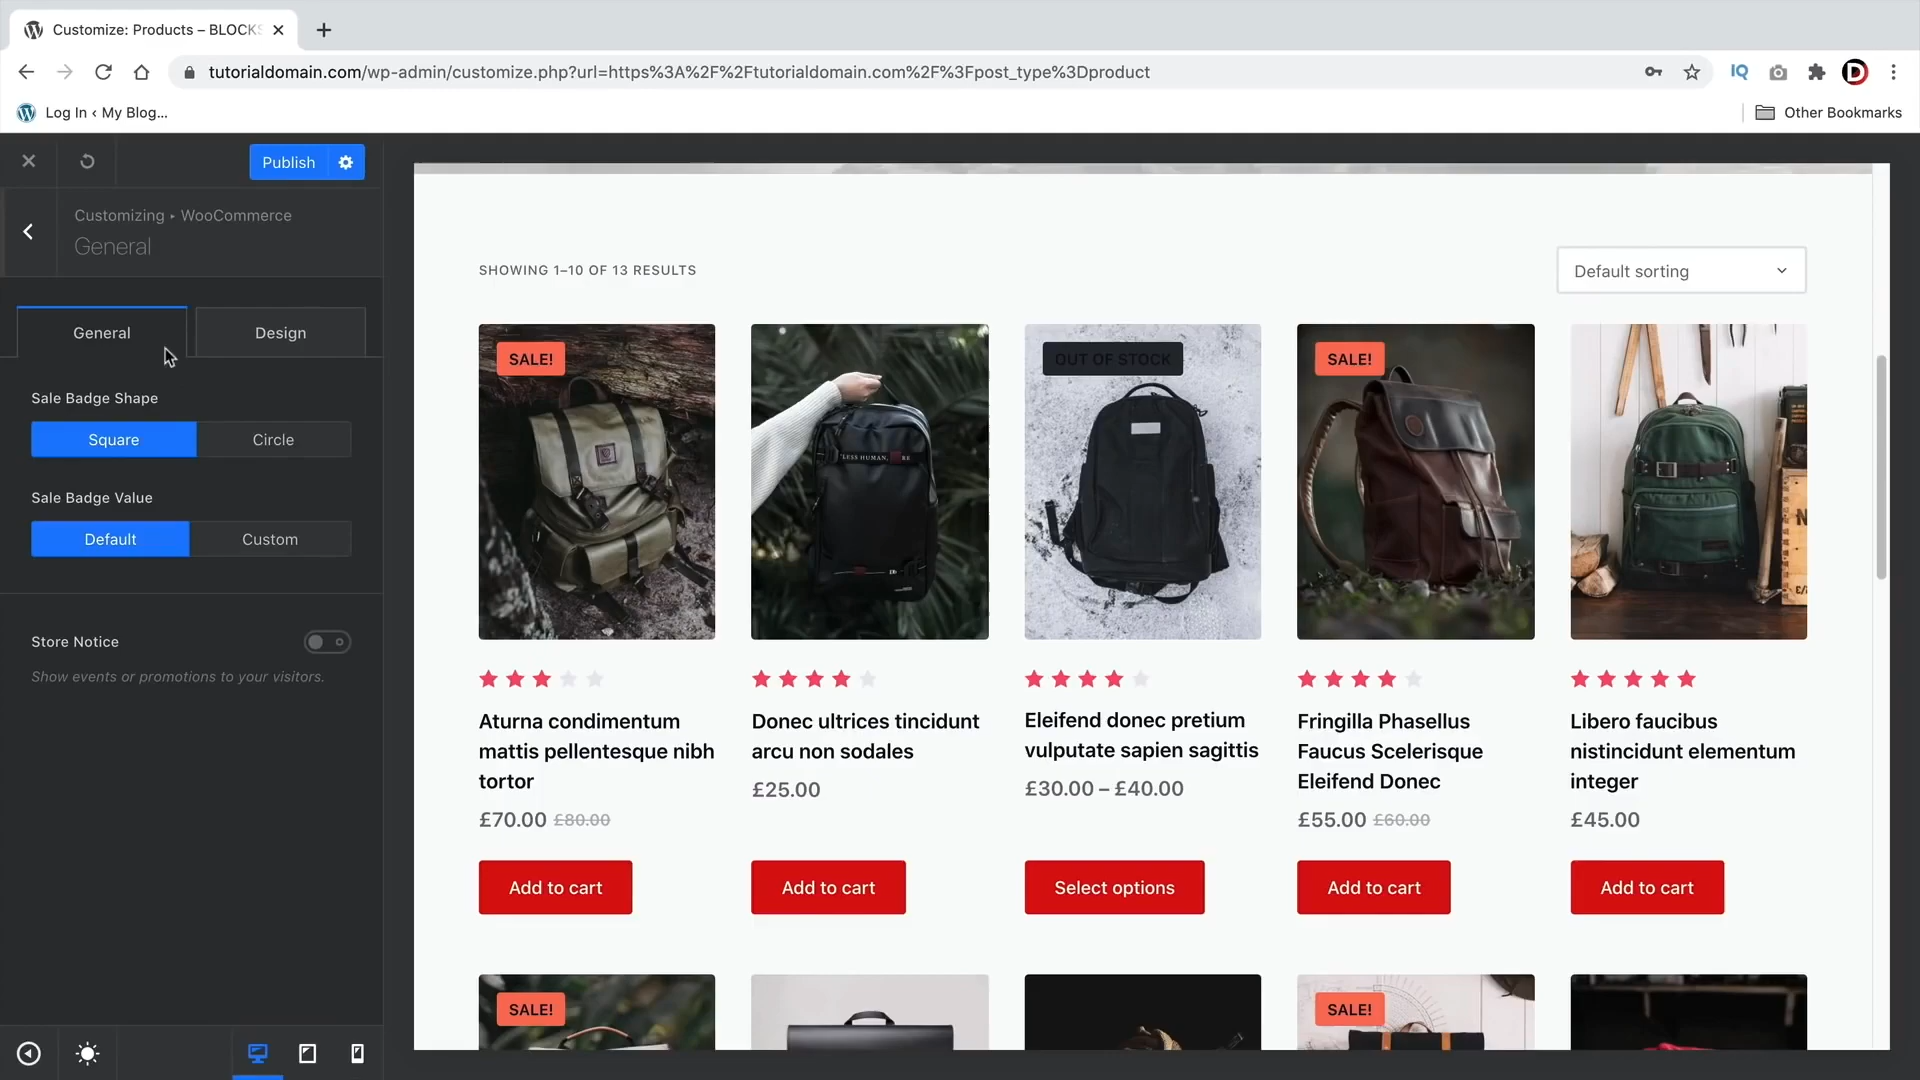 Customize: Products – BLOCKS
tutorialdomain.com/wp-admin/customize.php?url=https%3A%2F%2Ftutorialdomain.com%2F%3Fpost_type%3Dproduct
IQ
D
Log In ‹ My Blog...
Other Bookmarks
Publish
Customizing ▸ WooCommerce
General
General
Design
Sale Badge Shape
Square
Circle
Sale Badge Value
Default
Custom
Store Notice
Show events or promotions to your visitors.
SHOWING 1–10 OF 13 RESULTS
Default sorting
SALE!
OUT OF STOCK
SALE!
Aturna condimentum
mattis pellentesque nibh
tortor
£70.00 £80.00
Add to cart
Donec ultrices tincidunt
arcu non sodales
£25.00
Add to cart
Eleifend donec pretium
vulputate sapien sagittis
£30.00 – £40.00
Select options
Fringilla Phasellus
Faucus Scelerisque
Eleifend Donec
£55.00 £60.00
Add to cart
Libero faucibus
nistincidunt elementum
integer
£45.00
Add to cart
SALE!
SALE!